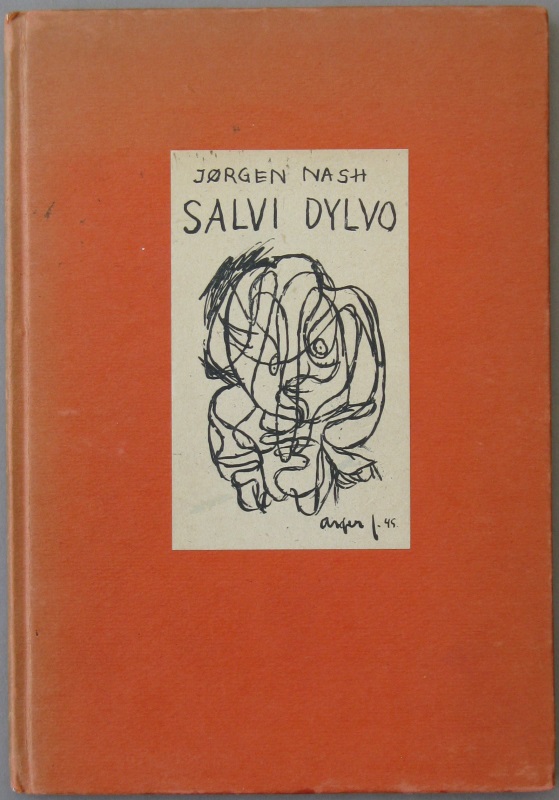 JØRGEN NASH
SALVI DYLVO
asger J. 45